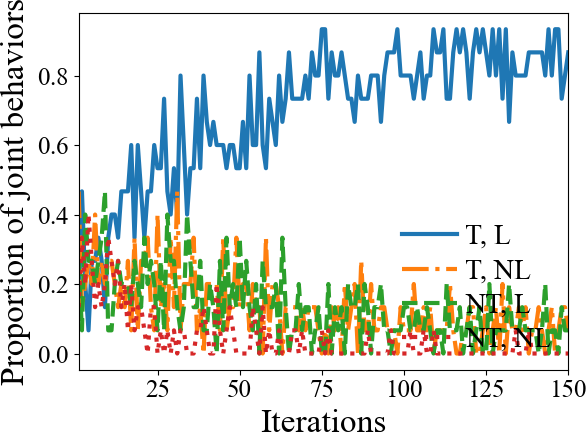 Proportion of joint behaviors
0.8
0.6
0.4
0.2
0.0
T, L
T, NL
NT, L
NT, NL
25 50 75 100 125 150
Iterations